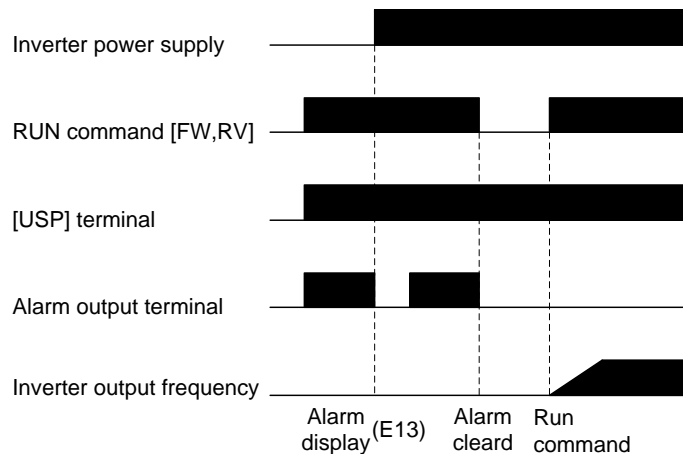 Inverter power supply
RUN command [FW,RV]
[USP] terminal
Alarm output terminal
Inverter output frequency
Alarm display (E13)
Alarm cleard
Run command